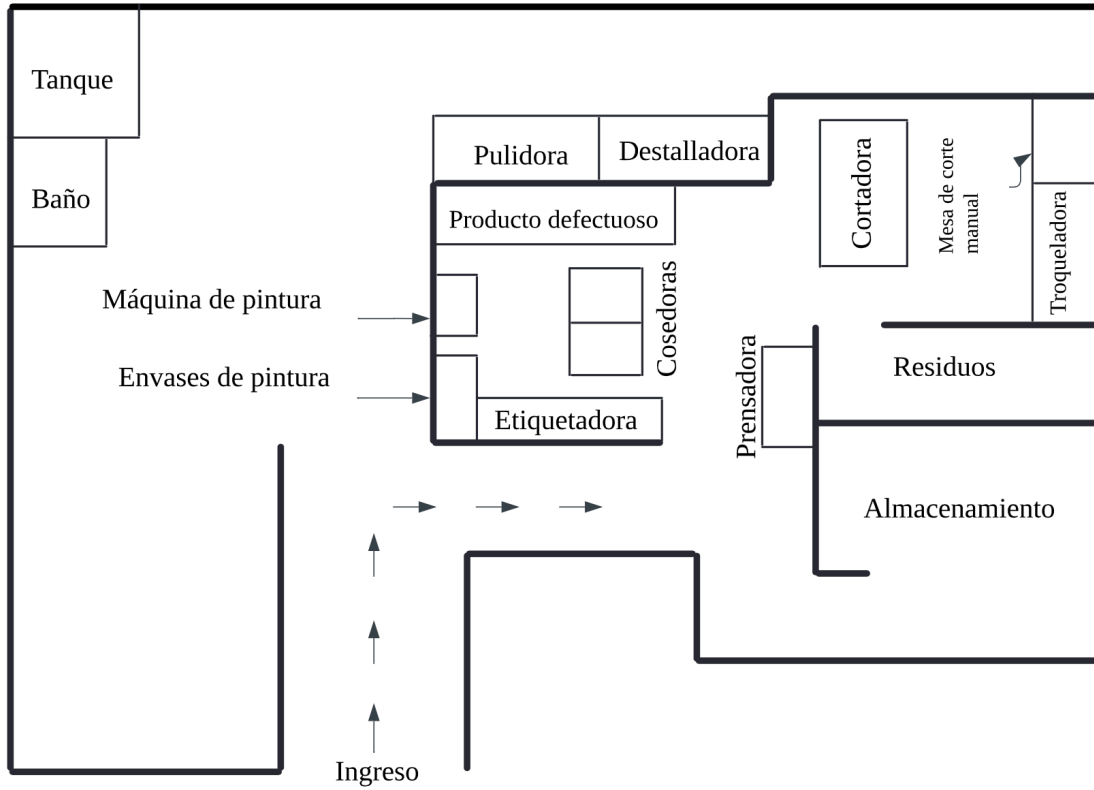 Tanque
Baño
Pulidora
Destalladora
Producto defectuoso
Cortadora
Mesa de corte
manual
Troqueladora
Máquina de pintura
Envases de pintura
Cosedoras
Etiquetadora
Prensadora
Residuos
Almacenamiento
Ingreso